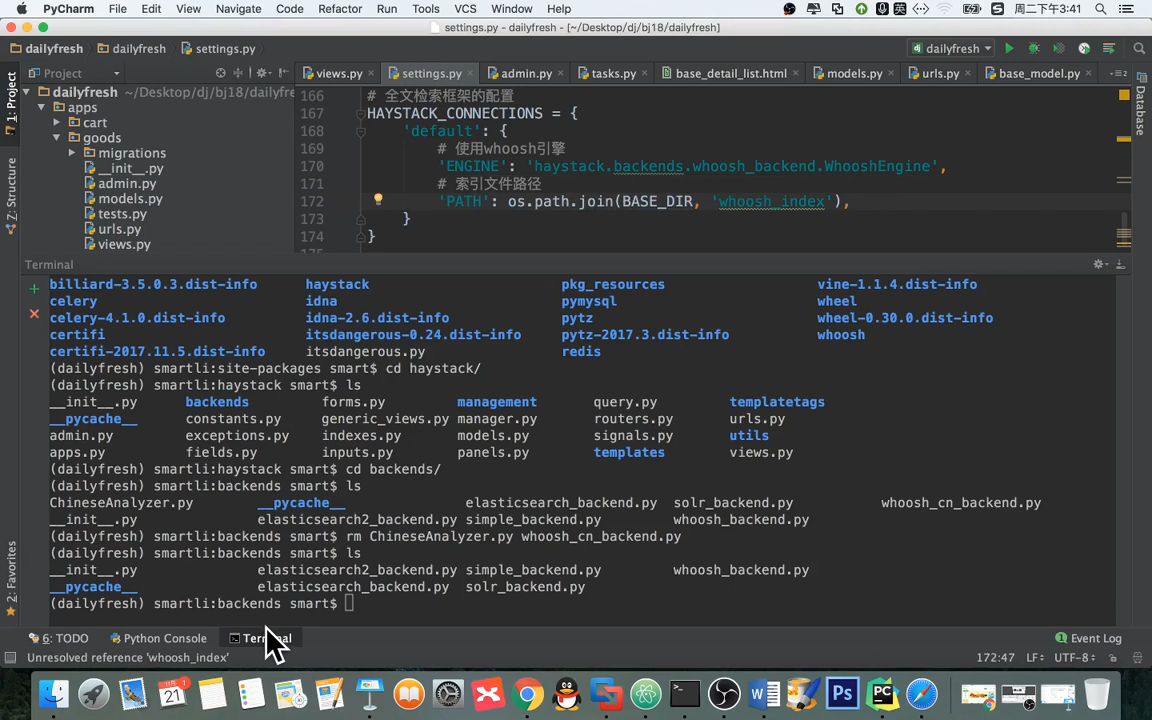 PyCharm File Edit View Navigate Code Refactor Run Tools VCS Window Help 英 周二下午3:41
settings.py - dailyfresh - [~/Desktop/dj/bj18/dailyfresh]
dailyfresh dailyfresh settings.py dailyfresh
Project views.py settings.py admin.py tasks.py base_detail_list.html models.py urls.py base_model.py
1: Project
Z: Structure
2: Favorites
Database
dailyfresh ~/Desktop/dj/bj18/dailyfre
apps
cart
goods
migrations
__init__.py
admin.py
models.py
tests.py
urls.py
views.py
166 # 全文检索框架的配置
167 HAYSTACK_CONNECTIONS = {
168 'default': {
169 # 使用whoosh引擎
170 'ENGINE': 'haystack.backends.whoosh_backend.WhooshEngine',
171 # 索引文件路径
172 'PATH': os.path.join(BASE_DIR, 'whoosh_index'),
173 }
174 }
Terminal
billiard-3.5.0.3.dist-info haystack pkg_resources vine-1.1.4.dist-info
celery idna pymysql wheel
celery-4.1.0.dist-info idna-2.6.dist-info pytz wheel-0.30.0.dist-info
certifi itsdangerous-0.24.dist-info pytz-2017.3.dist-info whoosh
certifi-2017.11.5.dist-info itsdangerous.py redis
(dailyfresh) smartli:site-packages smart$ cd haystack/
(dailyfresh) smartli:haystack smart$ ls
__init__.py backends forms.py management query.py templatetags
__pycache__ constants.py generic_views.py manager.py routers.py urls.py
admin.py exceptions.py indexes.py models.py signals.py utils
apps.py fields.py inputs.py panels.py templates views.py
(dailyfresh) smartli:haystack smart$ cd backends/
(dailyfresh) smartli:backends smart$ ls
ChineseAnalyzer.py __pycache__ elasticsearch_backend.py solr_backend.py whoosh_cn_backend.py
__init__.py elasticsearch2_backend.py simple_backend.py whoosh_backend.py
(dailyfresh) smartli:backends smart$ rm ChineseAnalyzer.py whoosh_cn_backend.py
(dailyfresh) smartli:backends smart$ ls
__init__.py elasticsearch2_backend.py simple_backend.py whoosh_backend.py
__pycache__ elasticsearch_backend.py solr_backend.py
(dailyfresh) smartli:backends smart$
6: TODO Python Console Terminal 1 Event Log
Unresolved reference 'whoosh_index' 172:47 LF UTF-8
21 Ps PC